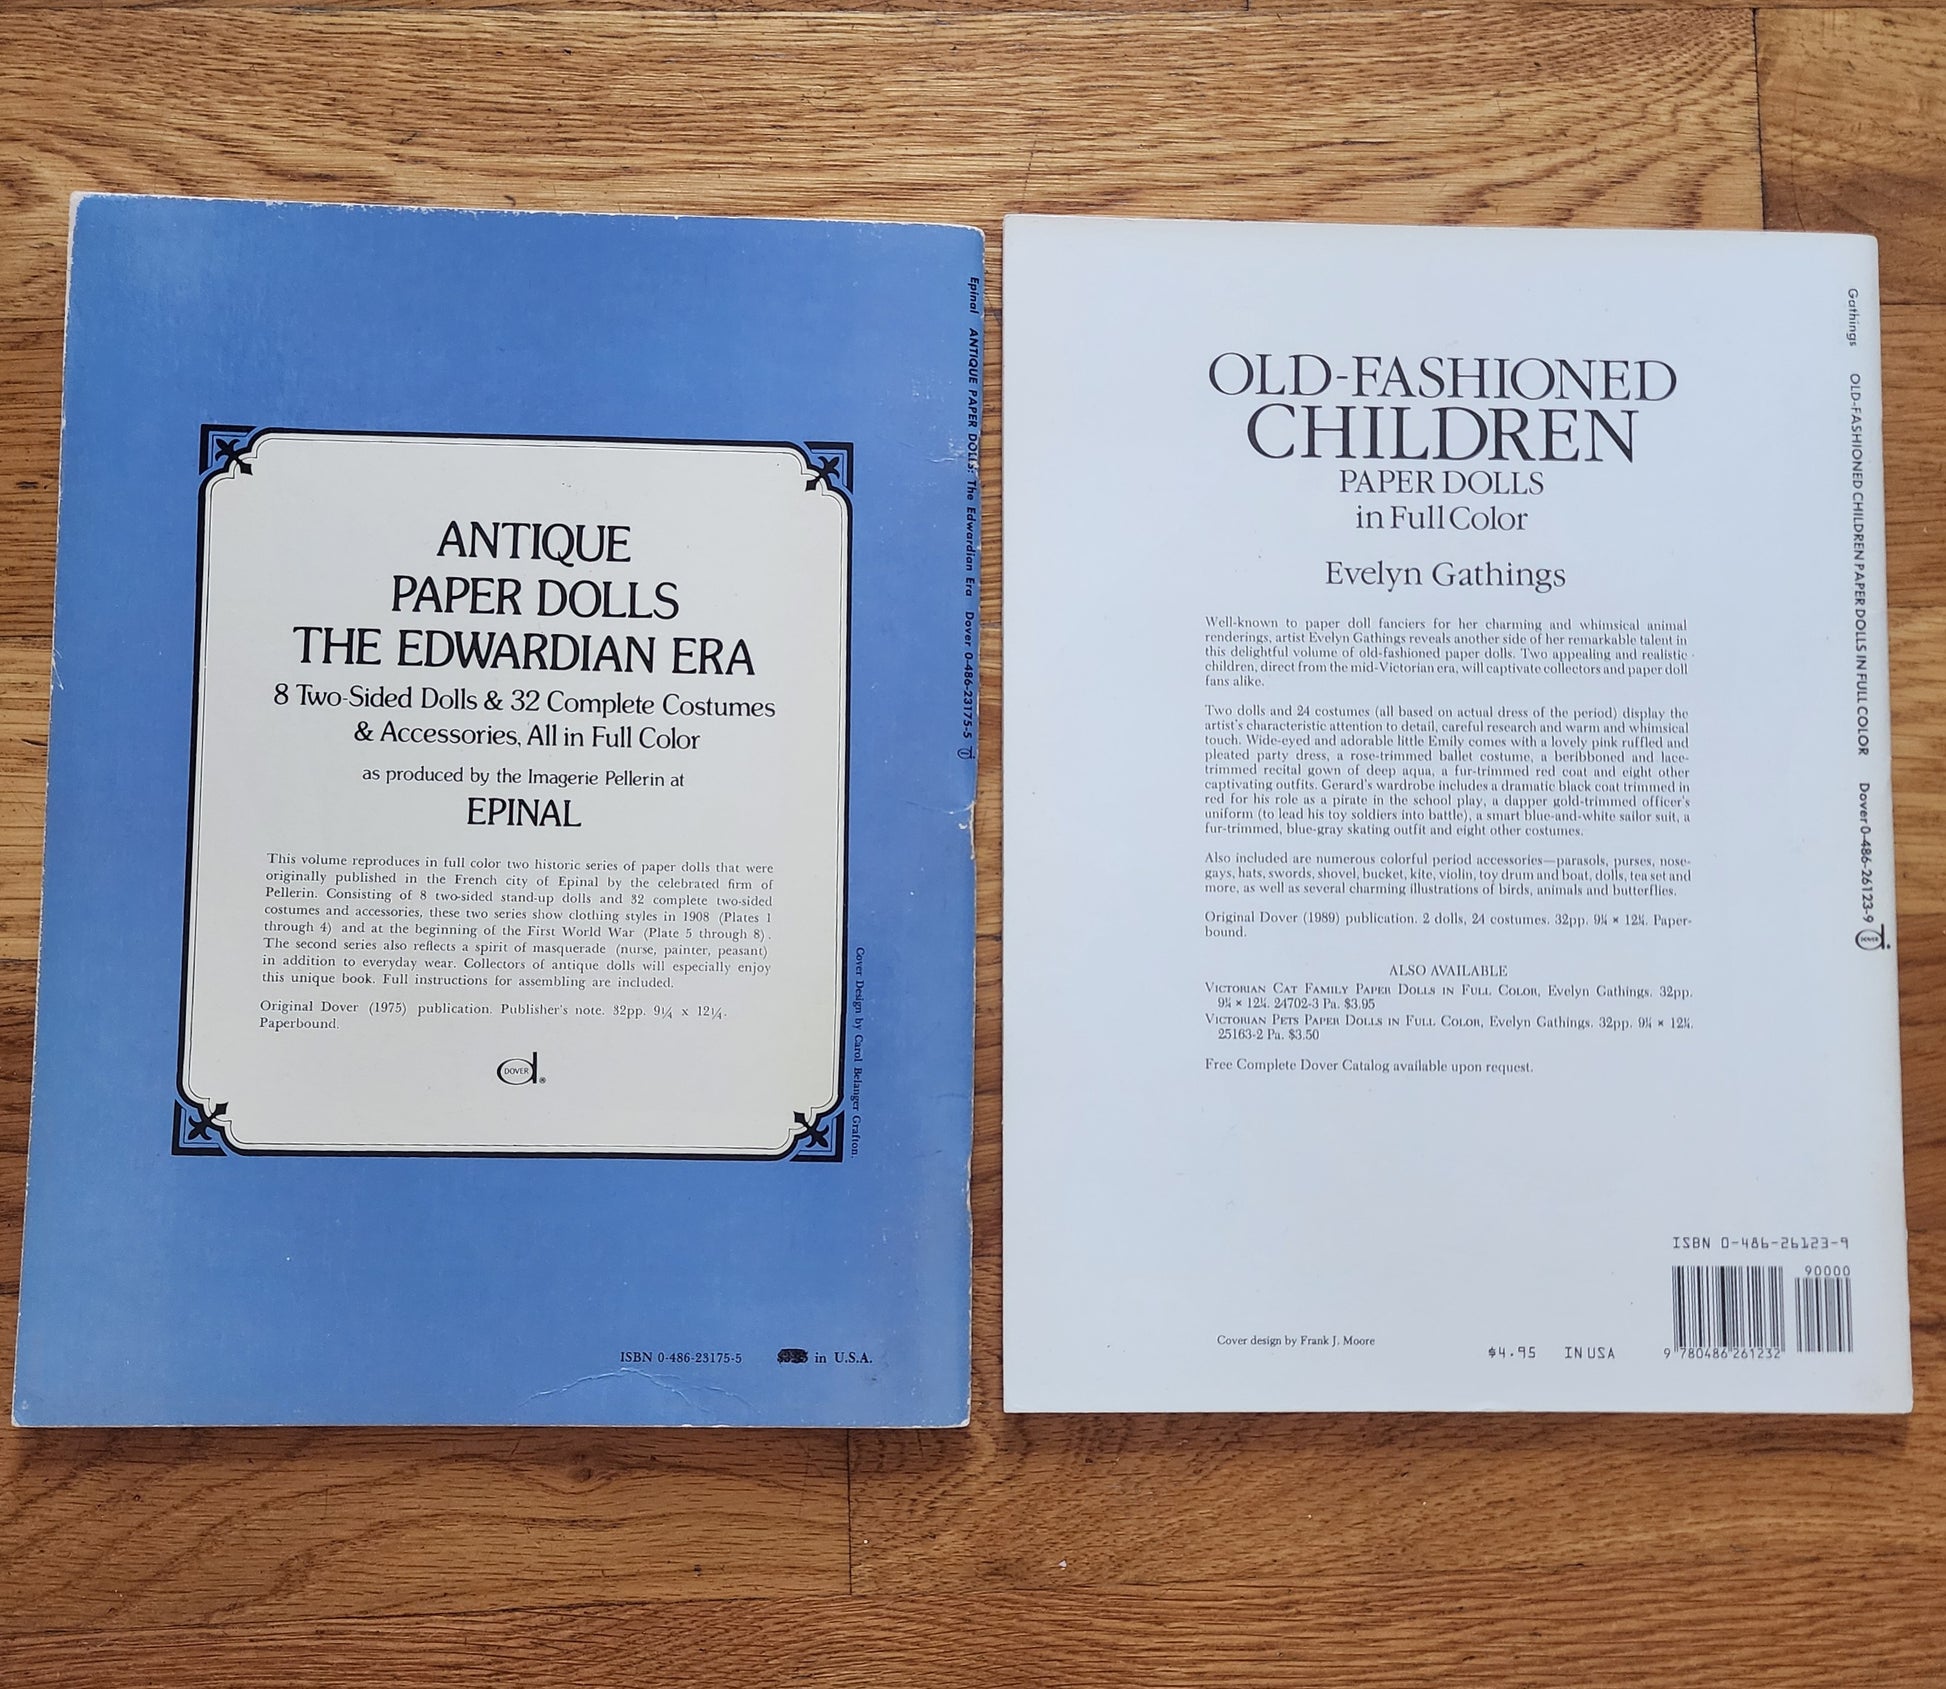 ANTIQUE
PAPER DOLLS
THE EDWARDIAN ERA
8 Two-Sided Dolls & 32 Complete Costumes
& Accessories, All in Full Color
as produced by the Imagerie Pellerin at
EPINAL
This volume reproduces in full color two historic series of paper dolls that were
originally published in the French city of Epinal by the celebrated firm of
Pellerin. Consisting of 8 two-sided stand-up dolls and 32 complete two-sided
costumes and accessories, these two series show clothing styles in 1908 (Plates 1
through 4) and at the beginning of the First World War (Plate 5 through 8).
The second series also reflects a spirit of masquerade (nurse, painter, peasant)
in addition to everyday wear. Collectors of antique dolls will especially enjoy
this unique book. Full instructions for assembling are included.
Original Dover (1975) publication. Publisher's note. 32pp. 9¼ x 12¼.
Paperbound.
DOVER
®
Cover Design by Carol Belanger Grafton.
ISBN 0-486-23175-5 in U.S.A.
Epinal ANTIQUE PAPER DOLLS: The Edwardian Era Dover 0-486-23175-5
OLD-FASHIONED
CHILDREN
PAPER DOLLS
in Full Color
Evelyn Gathings
Well-known to paper doll fanciers for her charming and whimsical animal
renderings, artist Evelyn Gathings reveals another side of her remarkable talent in
this delightful volume of old-fashioned paper dolls. Two appealing and realistic
children, direct from the mid-Victorian era, will captivate collectors and paper doll
fans alike.
Two dolls and 24 costumes (all based on actual dress of the period) display the
artist's characteristic attention to detail, careful research and warm and whimsical
touch. Wide-eyed and adorable little Emily comes with a lovely pink ruffled and
pleated party dress, a rose-trimmed ballet costume, a beribboned and lace-
trimmed recital gown of deep aqua, a fur-trimmed red coat and eight other
captivating outfits. Gerard's wardrobe includes a dramatic black coat trimmed in
red for his role as a pirate in the school play, a dapper gold-trimmed officer's
uniform (to lead his toy soldiers into battle), a smart blue-and-white sailor suit, a
fur-trimmed, blue-gray skating outfit and eight other costumes.
Also included are numerous colorful period accessories—parasols, purses, nose-
gays, hats, swords, shovel, bucket, kite, violin, toy drum and boat, dolls, tea set and
more, as well as several charming illustrations of birds, animals and butterflies.
Original Dover (1989) publication. 2 dolls, 24 costumes. 32pp. 9¼ × 12¼. Paper-
bound.
ALSO AVAILABLE
VICTORIAN CAT FAMILY PAPER DOLLS IN FULL COLOR, Evelyn Gathings. 32pp.
9¼ × 12¼. 24702-3 Pa. $3.95
VICTORIAN PETS PAPER DOLLS IN FULL COLOR, Evelyn Gathings. 32pp. 9¼ × 12¼.
25163-2 Pa. $3.50
Free Complete Dover Catalog available upon request.
ISBN 0-486-26123-9
90000
9 780486 261232
Cover design by Frank J. Moore
$4.95 IN USA
Gathings OLD-FASHIONED CHILDREN PAPER DOLLS IN FULL COLOR Dover 0-486-26123-9
DOVER